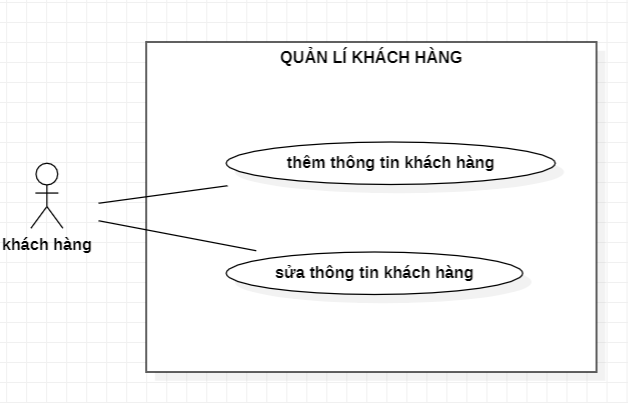 QUẢN LÍ KHÁCH HÀNG
thêm thông tin khách hàng
khách hàng
sửa thông tin khách hàng